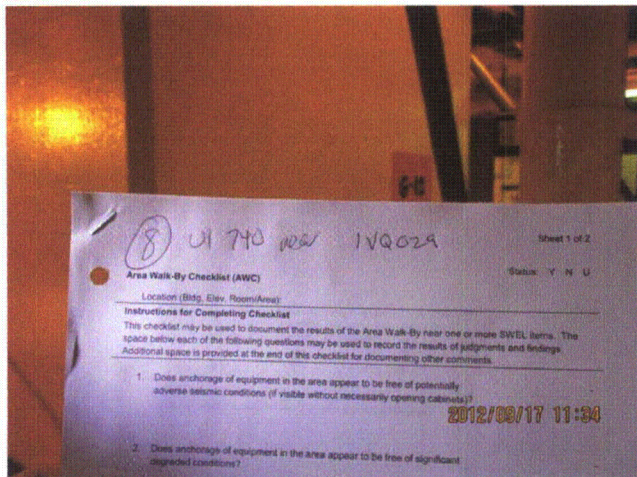 G-13
8 U1 740 near 1VQ029
Sheet 1 of 2
Area Walk-By Checklist (AWC)
Status: Y N U
Location (Bldg, Elev, Room/Area):
Instructions for Completing Checklist
This checklist may be used to document the results of the Area Walk-By near one or more SWEL items. The
space below each of the following questions may be used to record the results of judgments and findings.
Additional space is provided at the end of this checklist for documenting other comments.
1. Does anchorage of equipment in the area appear to be free of potentially
adverse seismic conditions (if visible without necessarily opening cabinets)?
2012/09/17 11:34
2. Does anchorage of equipment in the area appear to be free of significant
degraded conditions?